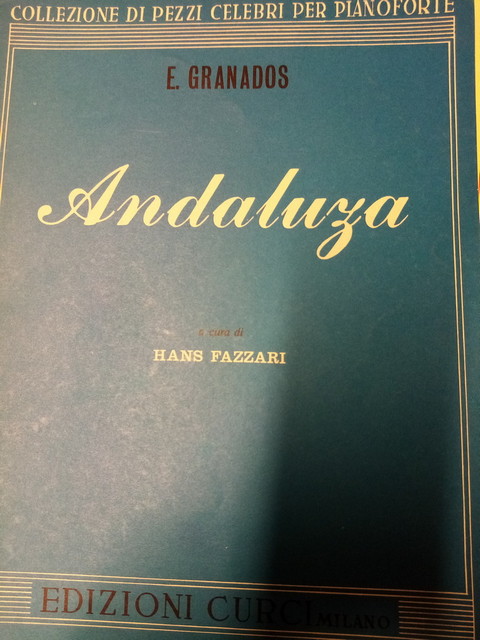 COLLEZIONE DI PEZZI CELEBRI PER PIANOFORTE
E. GRANADOS
Andaluza
a cura di
HANS FAZZARI
EDIZIONI CURCI MILANO